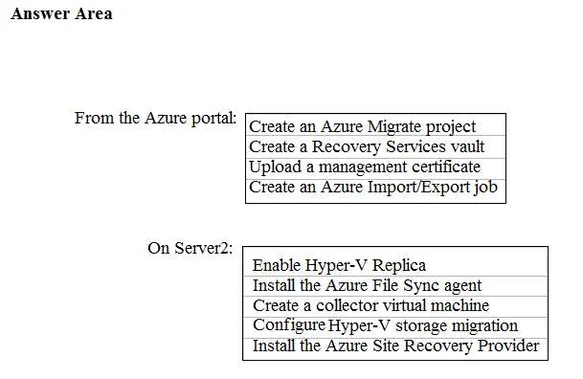 Answer Area
From the Azure portal:
Create an Azure Migrate project
Create a Recovery Services vault
Upload a management certificate
Create an Azure Import/Export job
On Server2:
Enable Hyper-V Replica
Install the Azure File Sync agent
Create a collector virtual machine
Configure Hyper-V storage migration
Install the Azure Site Recovery Provider